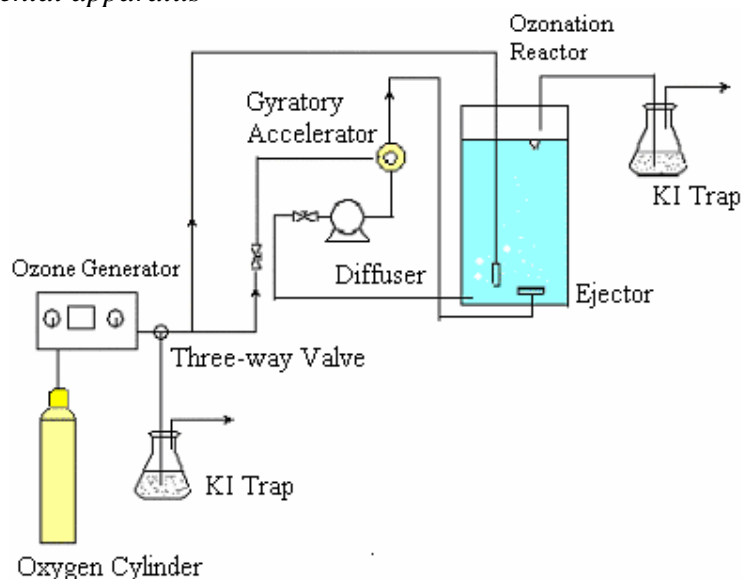 Ozonation
Reactor
Gyratory
Accelerator
KI Trap
Ozone Generator
Diffuser
Ejector
Three-way Valve
KI Trap
Oxygen Cylinder